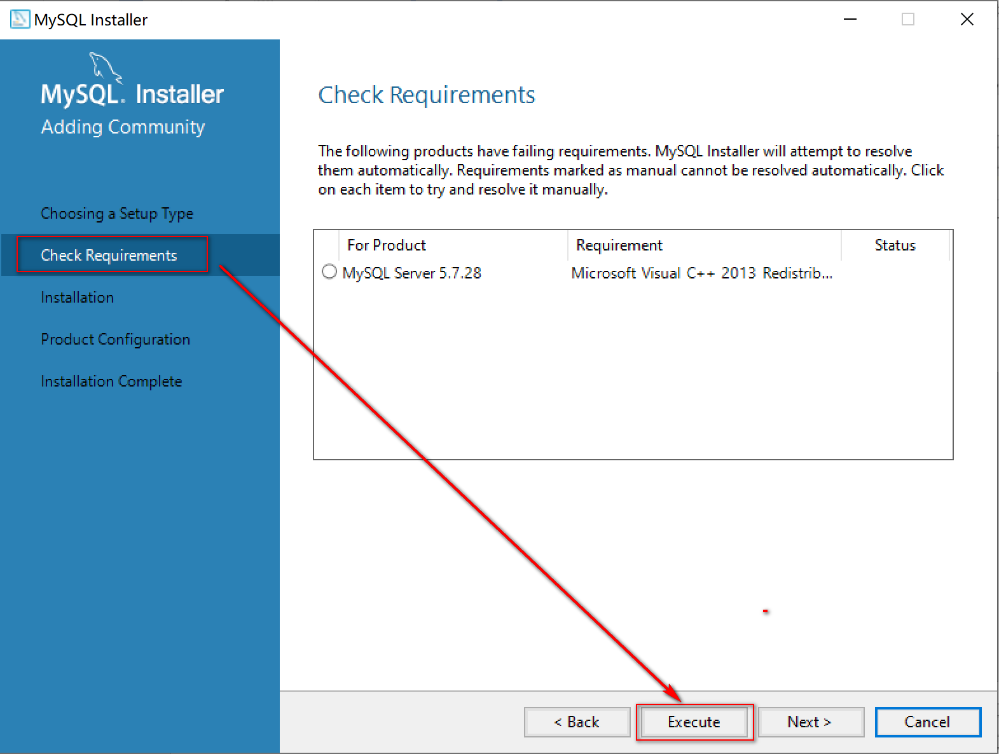 MySQL Installer
MySQL. Installer
Adding Community
Choosing a Setup Type
Check Requirements
Installation
Product Configuration
Installation Complete
Check Requirements
The following products have failing requirements. MySQL Installer will attempt to resolve
them automatically. Requirements marked as manual cannot be resolved automatically. Click
on each item to try and resolve it manually.
For Product Requirement Status
MySQL Server 5.7.28 Microsoft Visual C++ 2013 Redistrib...
< Back Execute Next > Cancel